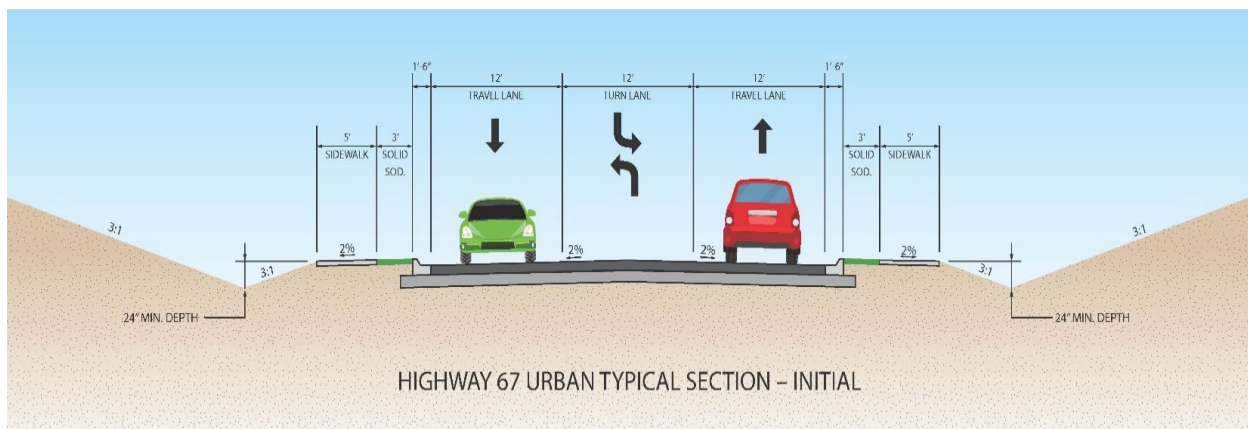 1'-6"
12'
TRAVEL LANE
12'
TURN LANE
12'
TRAVEL LANE
1'-6"
5'
SIDEWALK
3'
SOLID
SOD.
3'
SOLID
SOD.
5'
SIDEWALK
3:1
3:1
2%
2%
2%
2%
3:1
3:1
24" MIN. DEPTH
24" MIN. DEPTH
HIGHWAY 67 URBAN TYPICAL SECTION – INITIAL